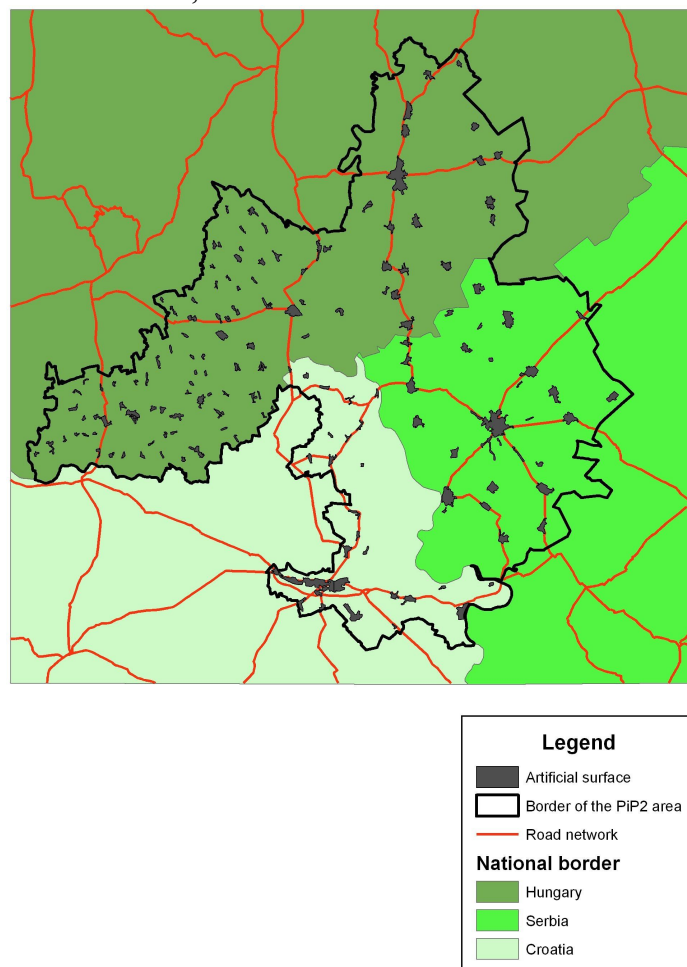 Legend
Artificial surface
Border of the PiP2 area
Road network
National border
Hungary
Serbia
Croatia